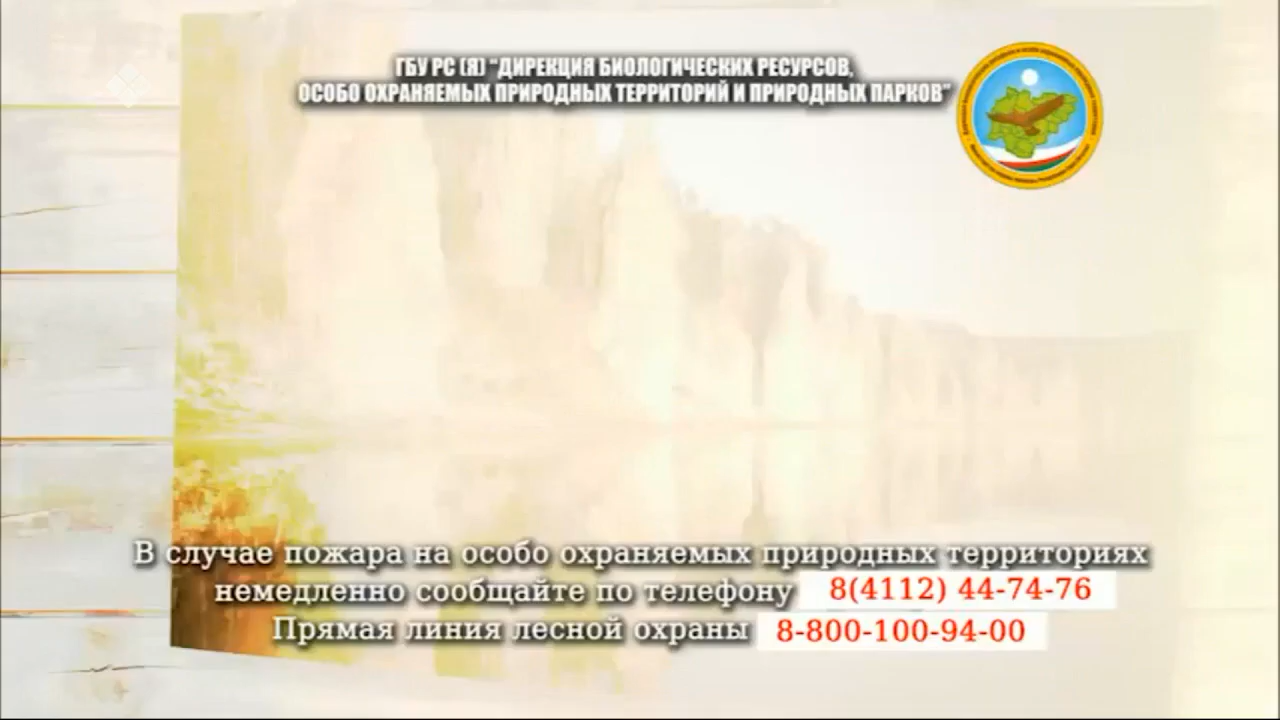 ГБУ РС (Я) "ДИРЕКЦИЯ БИОЛОГИЧЕСКИХ РЕСУРСОВ,
ОСОБО ОХРАНЯЕМЫХ ПРИРОДНЫХ ТЕРРИТОРИЙ И ПРИРОДНЫХ ПАРКОВ"
В случае пожара на особо охраняемых природных территориях
немедленно сообщайте по телефону 8(4112) 44-74-76
Прямая линия лесной охраны 8-800-100-94-00